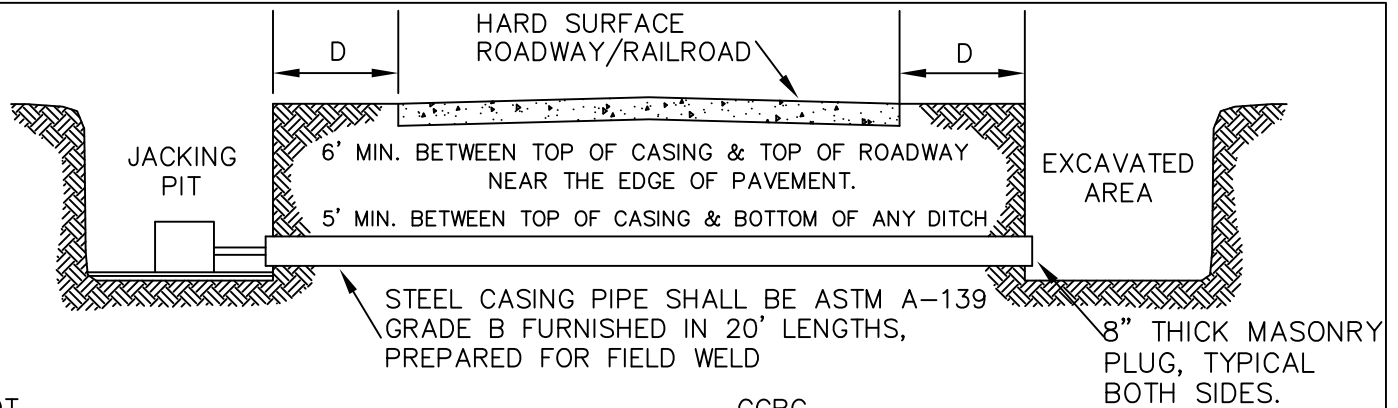 HARD SURFACE
ROADWAY/RAILROAD
D
D
JACKING
PIT
6' MIN. BETWEEN TOP OF CASING & TOP OF ROADWAY
NEAR THE EDGE OF PAVEMENT.
5' MIN. BETWEEN TOP OF CASING & BOTTOM OF ANY DITCH
EXCAVATED
AREA
STEEL CASING PIPE SHALL BE ASTM A-139
GRADE B FURNISHED IN 20' LENGTHS,
PREPARED FOR FIELD WELD
8" THICK MASONRY
PLUG, TYPICAL
BOTH SIDES.